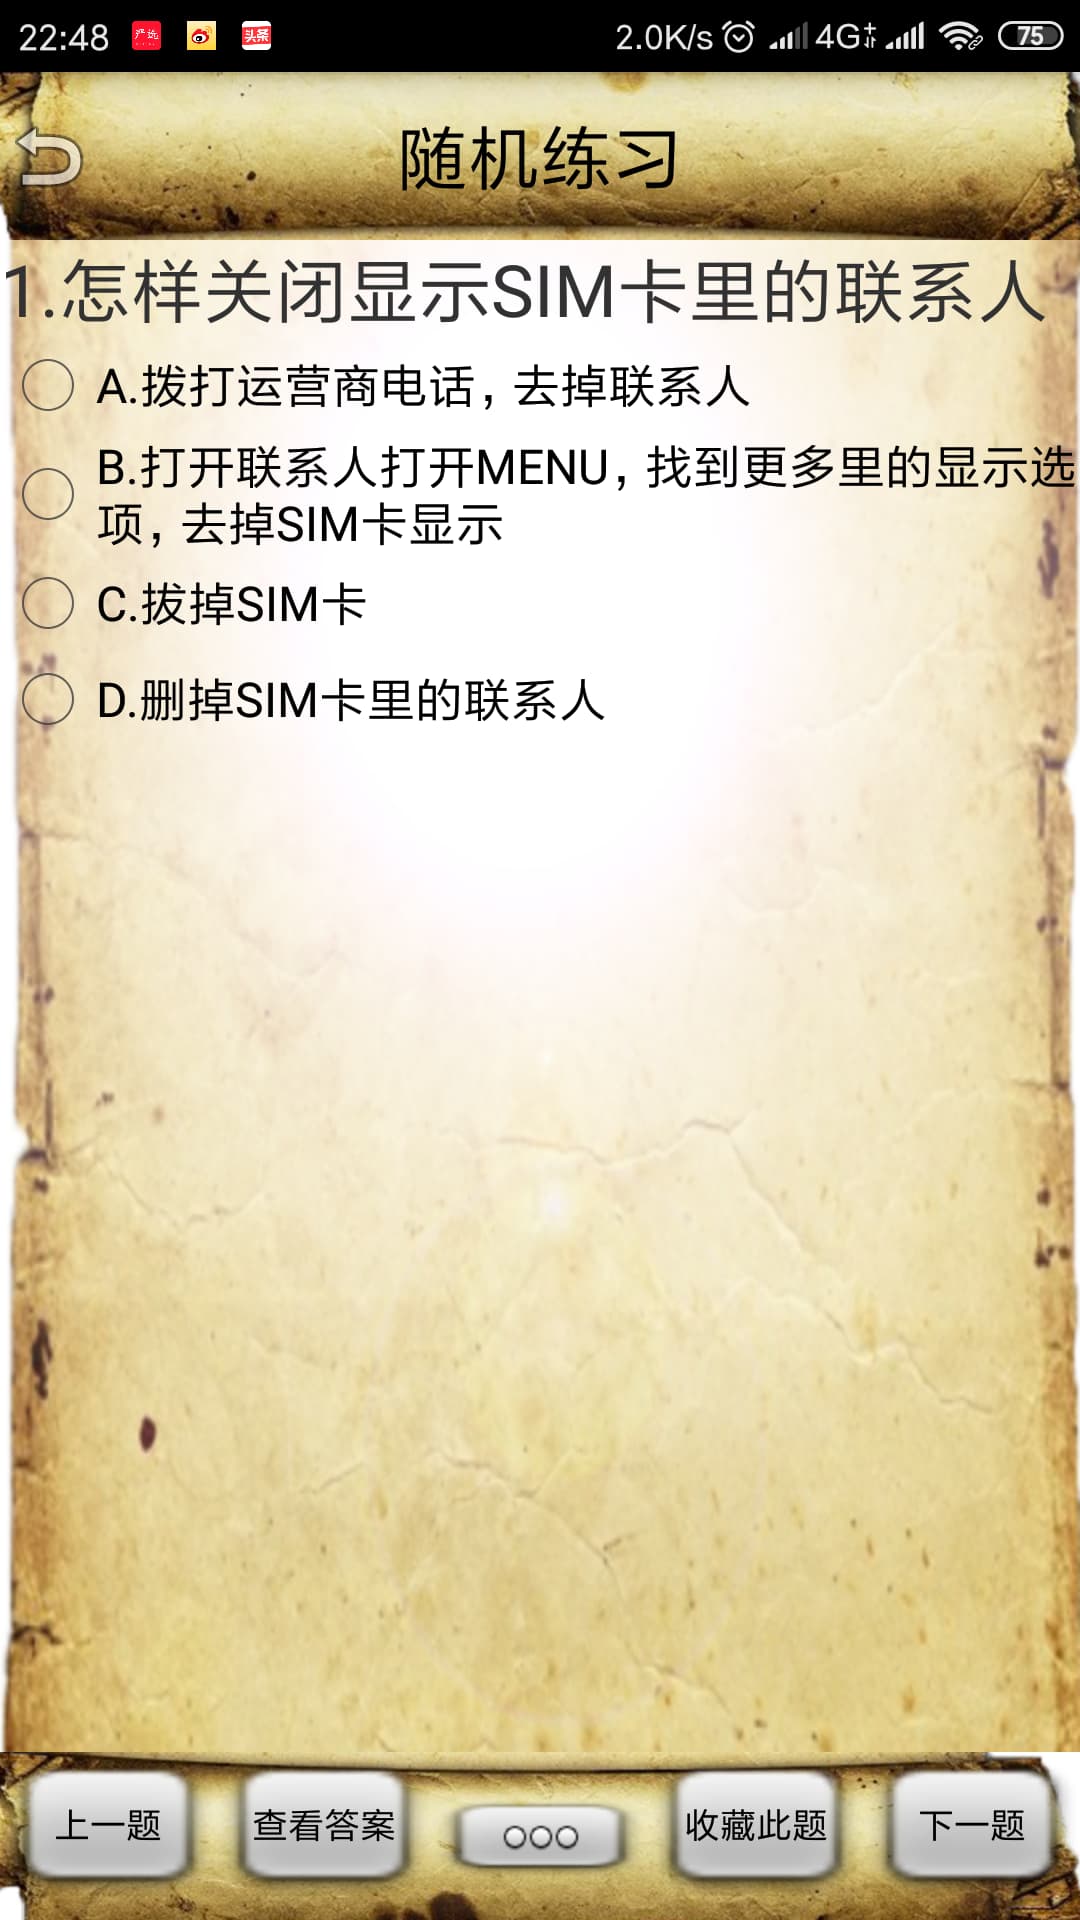 22:48 头条 2.0K/s 4G 75
随机练习
1.怎样关闭显示SIM卡里的联系人
A.拨打运营商电话，去掉联系人
B.打开联系人打开MENU，找到更多里的显示选
项，去掉SIM卡显示
C.拔掉SIM卡
D.删掉SIM卡里的联系人
上一题 查看答案 收藏此题 下一题